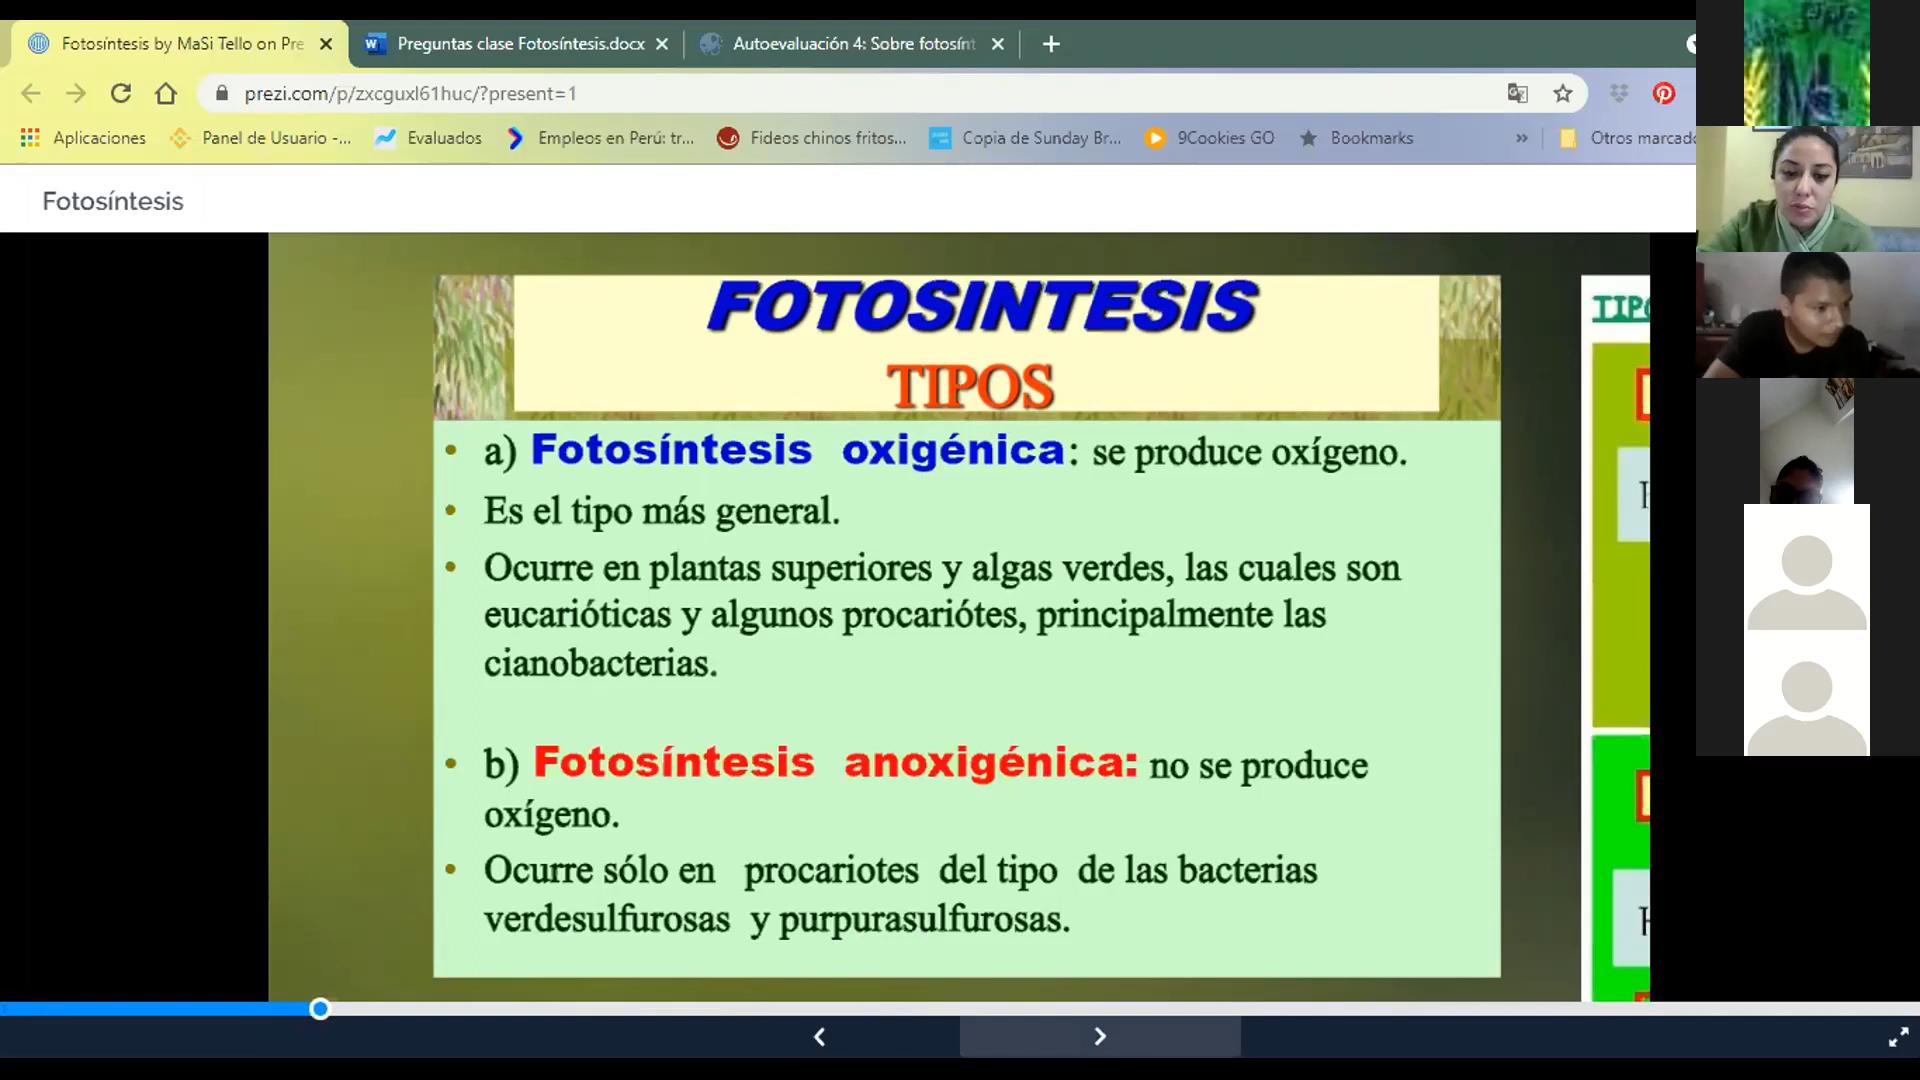 Fotosíntesis by MaSi Tello on Pre
Preguntas clase Fotosíntesis.docx
Autoevaluación 4: Sobre fotosínt
prezi.com/p/zxcguxl61huc/?present=1
Aplicaciones
Panel de Usuario -...
Evaluados
Empleos en Perú: tr...
Fideos chinos fritos...
Copia de Sunday Br...
9Cookies GO
Bookmarks
»
Otros marcado
Fotosíntesis
FOTOSINTESIS
TIPOS
• a) Fotosíntesis oxigénica: se produce oxígeno.
• Es el tipo más general.
• Ocurre en plantas superiores y algas verdes, las cuales son
eucarióticas y algunos procariótes, principalmente las
cianobacterias.
• b) Fotosíntesis anoxigénica: no se produce
oxígeno.
• Ocurre sólo en procariotes del tipo de las bacterias
verdesulfurosas y purpurasulfurosas.
TIPO